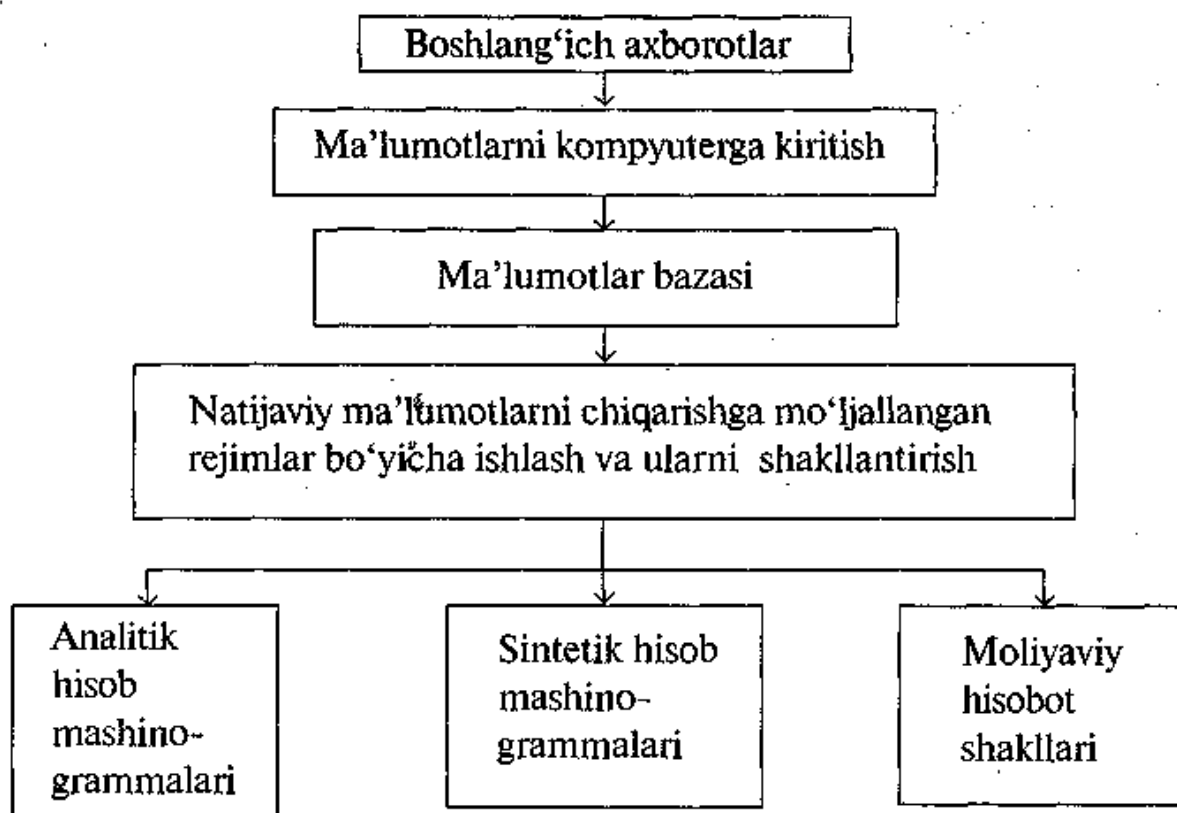 Boshlang‘ich axborotlar
Ma’lumotlarni kompyuterga kiritish
Ma’lumotlar bazasi
Natijaviy ma’lumotlarni chiqarishga mo‘ljallangan
rejimlar bo‘yicha ishlash va ularni shakllantirish
Analitik
hisob
mashino-
grammalari
Sintetik hisob
mashino-
grammalari
Moliyaviy
hisobot
shakllari